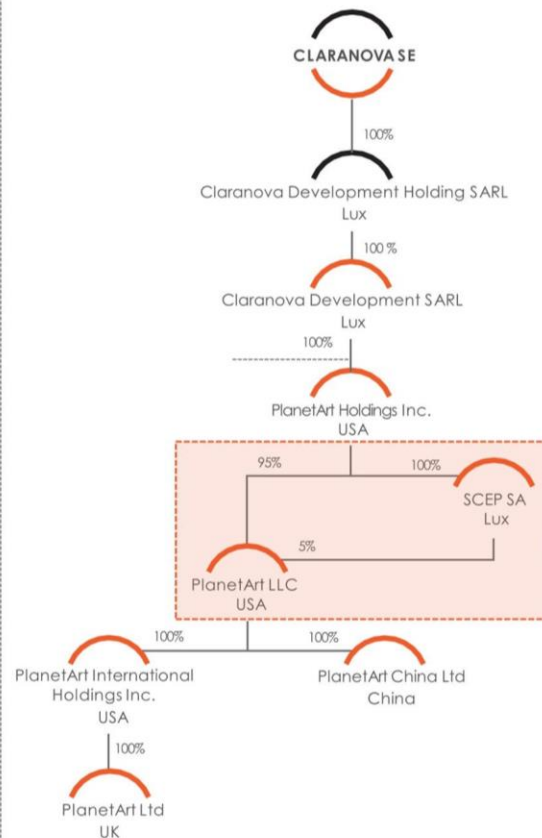 CLARANOVA SE
100%
Claranova Development Holding SARL
Lux
100 %
Claranova Development SARL
Lux
100%
PlanetArt Holdings Inc.
USA
95%
100%
SCEP SA
Lux
5%
PlanetArt LLC
USA
100%
100%
PlanetArt International
Holdings Inc.
USA
PlanetArt China Ltd
China
100%
PlanetArt Ltd
UK